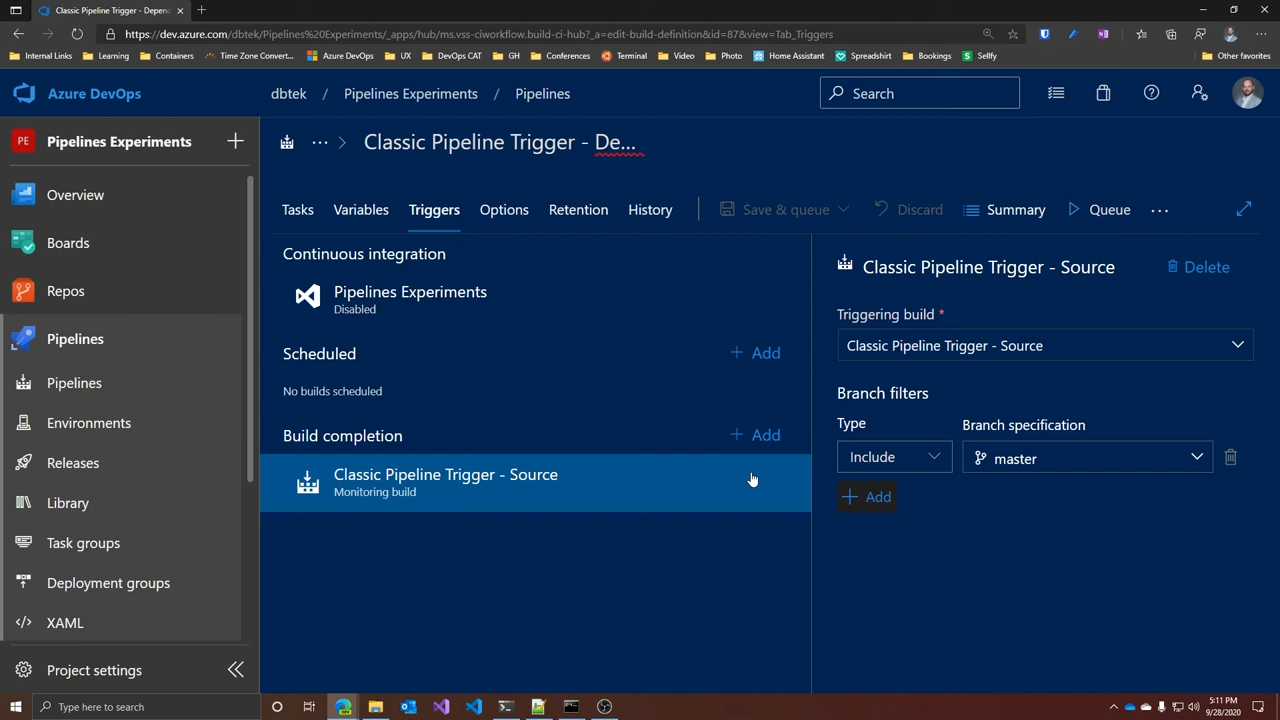 Classic Pipeline Trigger - Depend
https://dev.azure.com/dbtek/Pipelines%20Experiments/_apps/hub/ms.vss-ciworkflow.build-ci-hub?_a=edit-build-definition&id=87&view=Tab_Triggers
Internal Links
Learning
Containers
Time Zone Convert...
Azure DevOps
UX
DevOps CAT
GH
Conferences
Terminal
Video
Photo
Home Assistant
Spreadshirt
Bookings
Sellfy
Other favorites
Azure DevOps
dbtek / Pipelines Experiments / Pipelines
Search
PE Pipelines Experiments
Classic Pipeline Trigger - De...
Overview
Boards
Repos
Pipelines
Pipelines
Environments
Releases
Library
Task groups
Deployment groups
XAML
Project settings
Tasks
Variables
Triggers
Options
Retention
History
Save & queue
Discard
Summary
Queue
...
Continuous integration
Pipelines Experiments
Disabled
Scheduled
Add
No builds scheduled
Build completion
Add
Classic Pipeline Trigger - Source
Monitoring build
Classic Pipeline Trigger - Source
Delete
Triggering build *
Classic Pipeline Trigger - Source
Branch filters
Type
Branch specification
Include
master
Add
Type here to search
5:11 PM
9/28/2020